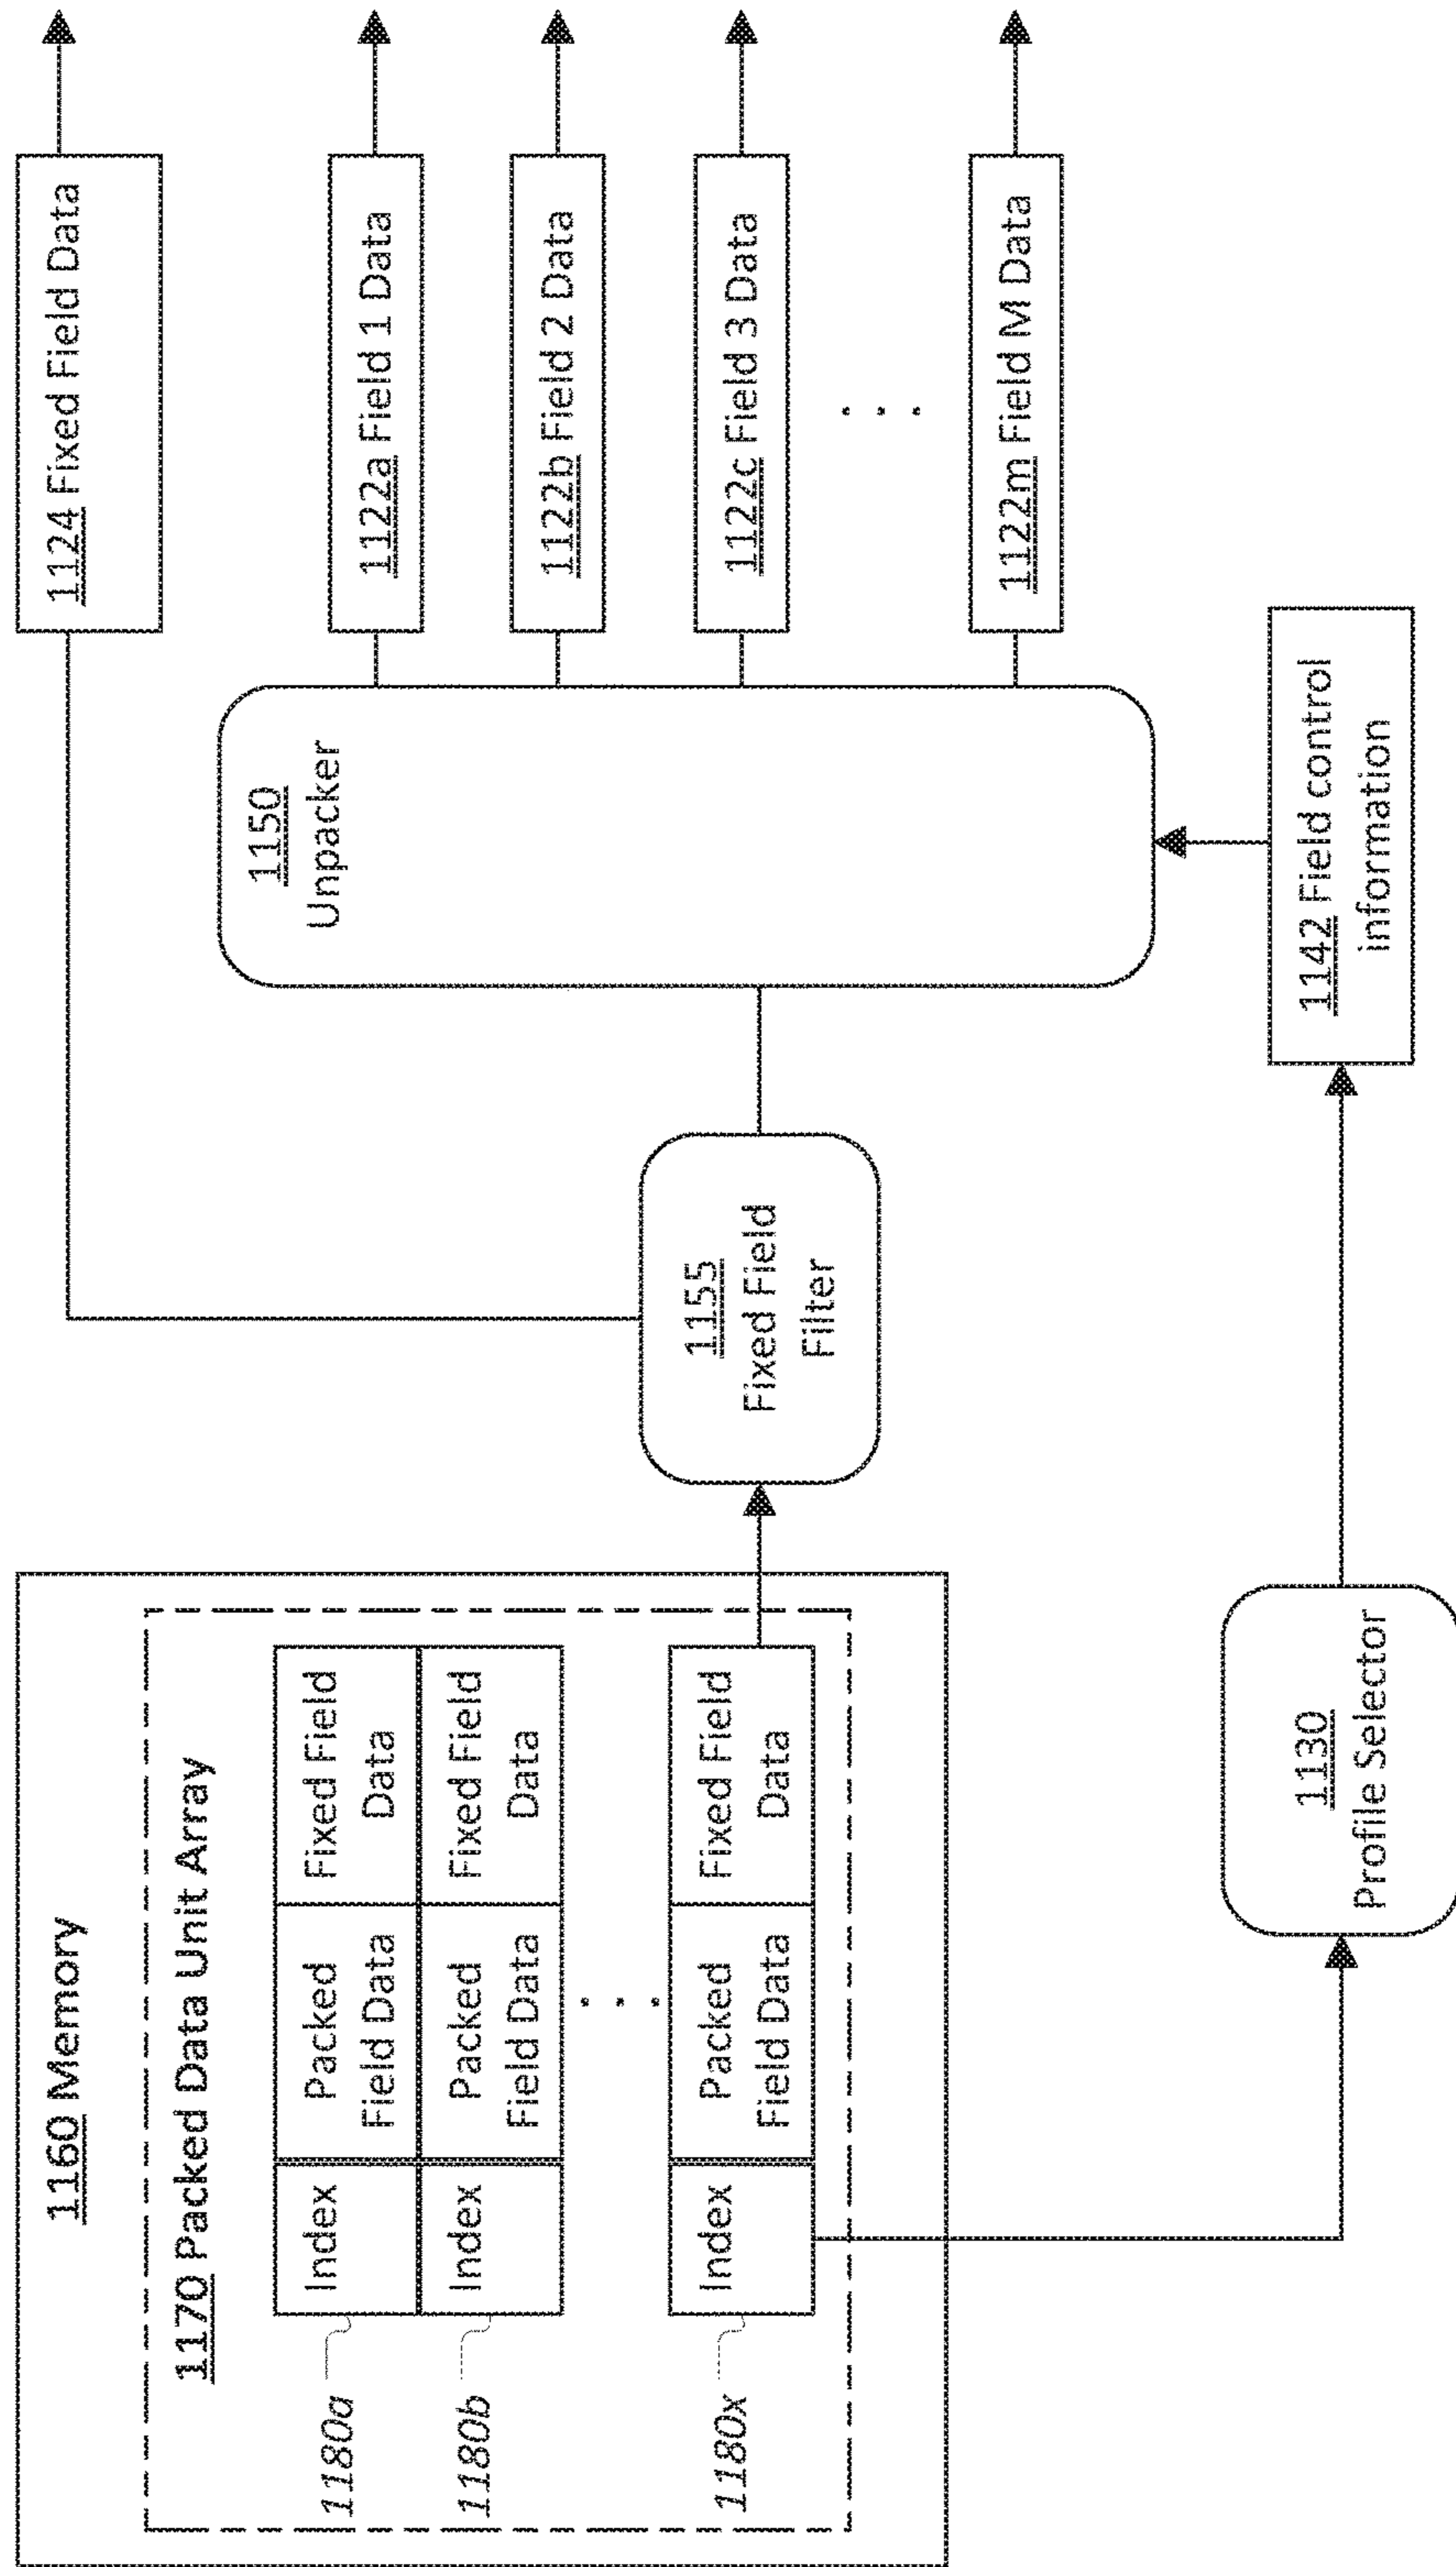 1160 Memory
1170 Packed Data Unit Array
1180a
Index
Packed
Field Data
Fixed Field
Data
1180b
Index
Packed
Field Data
Fixed Field
Data
. . .
1180x
Index
Packed
Field Data
Fixed Field
Data
1130
Profile Selector
1155
Fixed Field
Filter
1150
Unpacker
1142 Field control
information
1124 Fixed Field Data
1122a Field 1 Data
1122b Field 2 Data
1122c Field 3 Data
. . .
1122m Field M Data